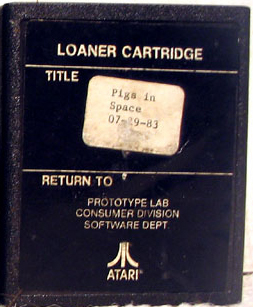 LOANER CARTRIDGE
TITLE
Pigs in
Space
07-29-83
RETURN TO
PROTOTYPE LAB
CONSUMER DIVISION
SOFTWARE DEPT.
ATARI